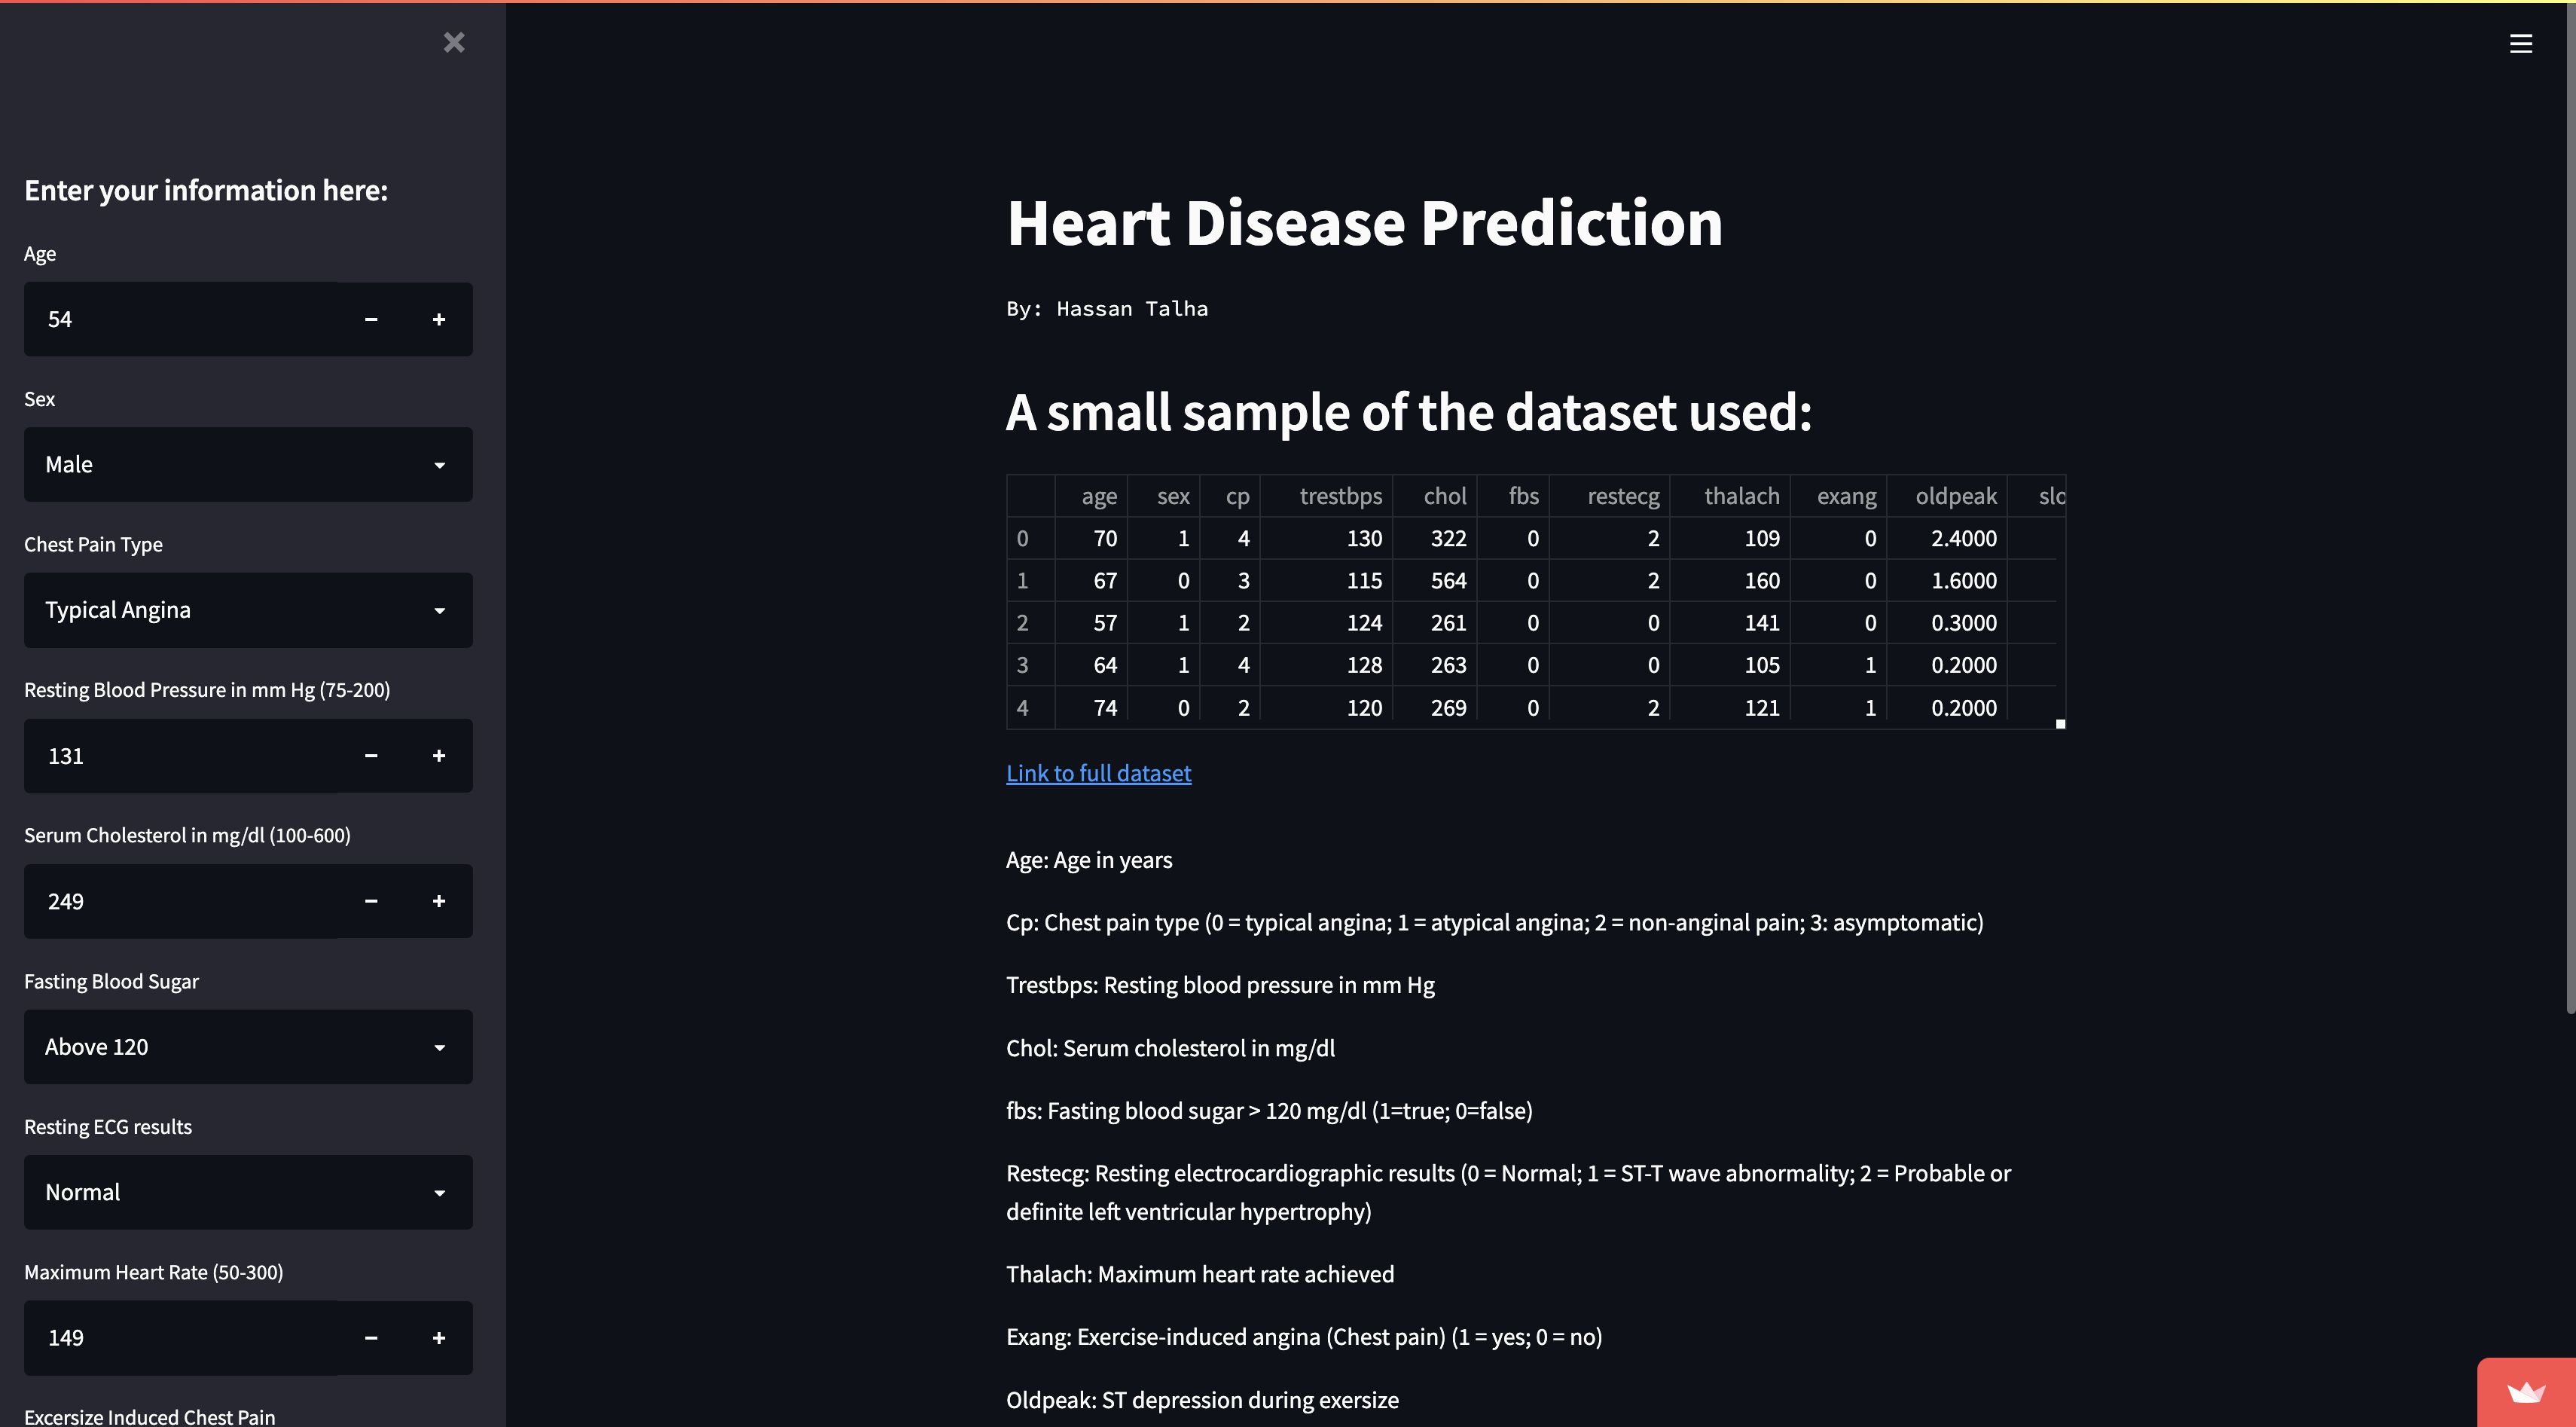 Enter your information here:
Age
54
Sex
Male
Chest Pain Type
Typical Angina
Resting Blood Pressure in mm Hg (75-200)
131
Serum Cholesterol in mg/dl (100-600)
249
Fasting Blood Sugar
Above 120
Resting ECG results
Normal
Maximum Heart Rate (50-300)
149
Excersize Induced Chest Pain
Heart Disease Prediction
By: Hassan Talha
A small sample of the dataset used:
age sex cp trestbps chol fbs restecg thalach exang oldpeak slo
0 70 1 4 130 322 0 2 109 0 2.4000
1 67 0 3 115 564 0 2 160 0 1.6000
2 57 1 2 124 261 0 0 141 0 0.3000
3 64 1 4 128 263 0 0 105 1 0.2000
4 74 0 2 120 269 0 2 121 1 0.2000
Link to full dataset
Age: Age in years
Cp: Chest pain type (0 = typical angina; 1 = atypical angina; 2 = non-anginal pain; 3: asymptomatic)
Trestbps: Resting blood pressure in mm Hg
Chol: Serum cholesterol in mg/dl
fbs: Fasting blood sugar > 120 mg/dl (1=true; 0=false)
Restecg: Resting electrocardiographic results (0 = Normal; 1 = ST-T wave abnormality; 2 = Probable or
definite left ventricular hypertrophy)
Thalach: Maximum heart rate achieved
Exang: Exercise-induced angina (Chest pain) (1 = yes; 0 = no)
Oldpeak: ST depression during exersize